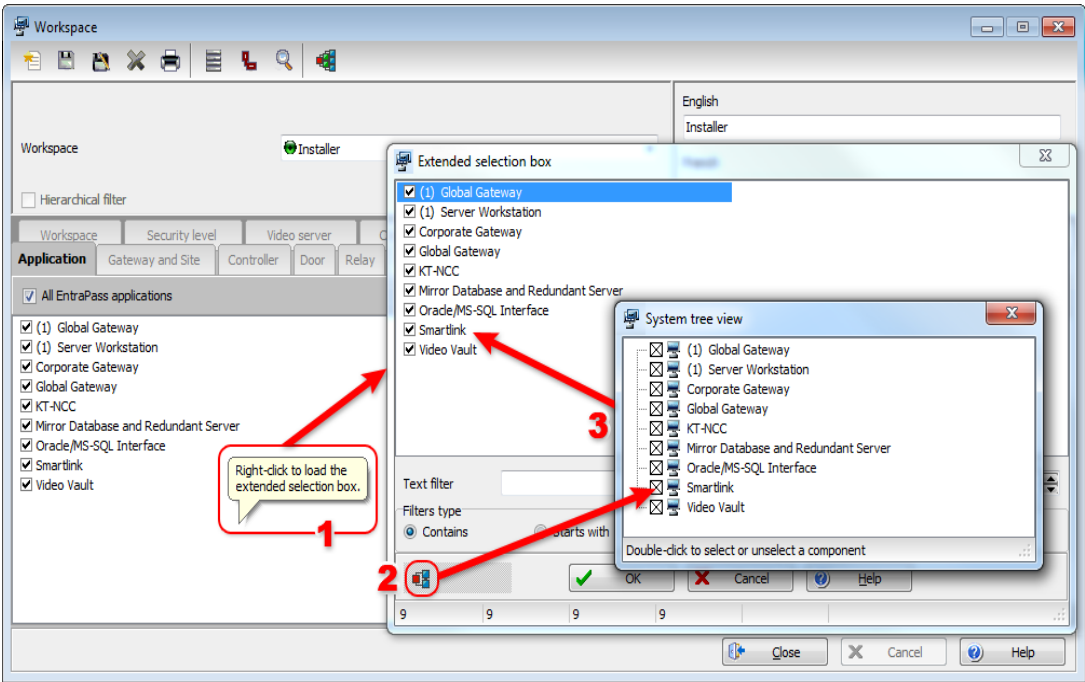 Workspace
English
Installer
Workspace
Installer
French
Hierarchical filter
Workspace
Security level
Video server
Application
Gateway and Site
Controller
Door
Relay
All EntraPass applications
(1) Global Gateway
(1) Server Workstation
Corporate Gateway
Global Gateway
KT-NCC
Mirror Database and Redundant Server
Oracle/MS-SQL Interface
Smartlink
Video Vault
Right-click to load the
extended selection box.
1
Extended selection box
(1) Global Gateway
(1) Server Workstation
Corporate Gateway
Global Gateway
KT-NCC
Mirror Database and Redundant Server
Oracle/MS-SQL Interface
Smartlink
Video Vault
3
Text filter
Filters type
Contains
Starts with
2
OK
Cancel
Help
9 9 9 9
System tree view
(1) Global Gateway
(1) Server Workstation
Corporate Gateway
Global Gateway
KT-NCC
Mirror Database and Redundant Server
Oracle/MS-SQL Interface
Smartlink
Video Vault
Double-click to select or unselect a component
Close
Cancel
Help